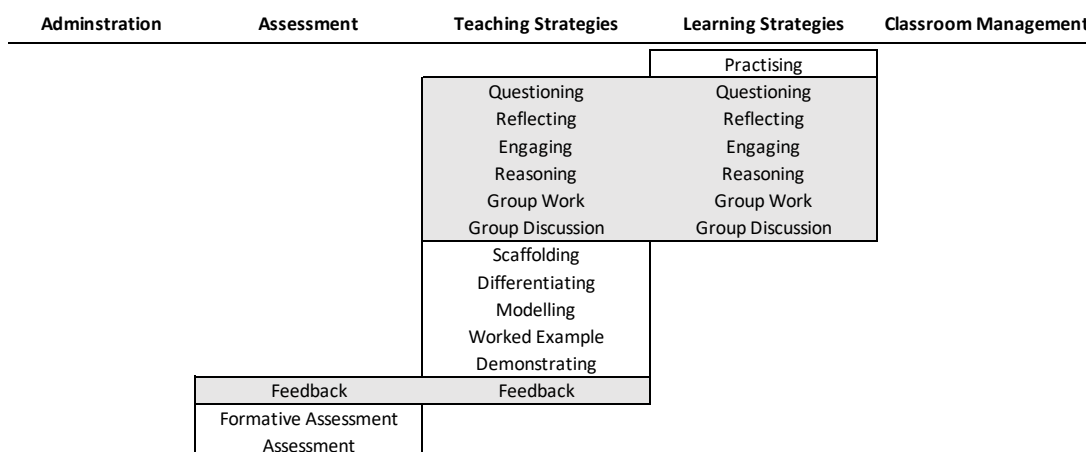 Adminstration Assessment Teaching Strategies Learning Strategies Classroom Management
Practising
Questioning Questioning
Reflecting Reflecting
Engaging Engaging
Reasoning Reasoning
Group Work Group Work
Group Discussion Group Discussion
Scaffolding
Differentiating
Modelling
Worked Example
Demonstrating
Feedback Feedback
Formative Assessment
Assessment